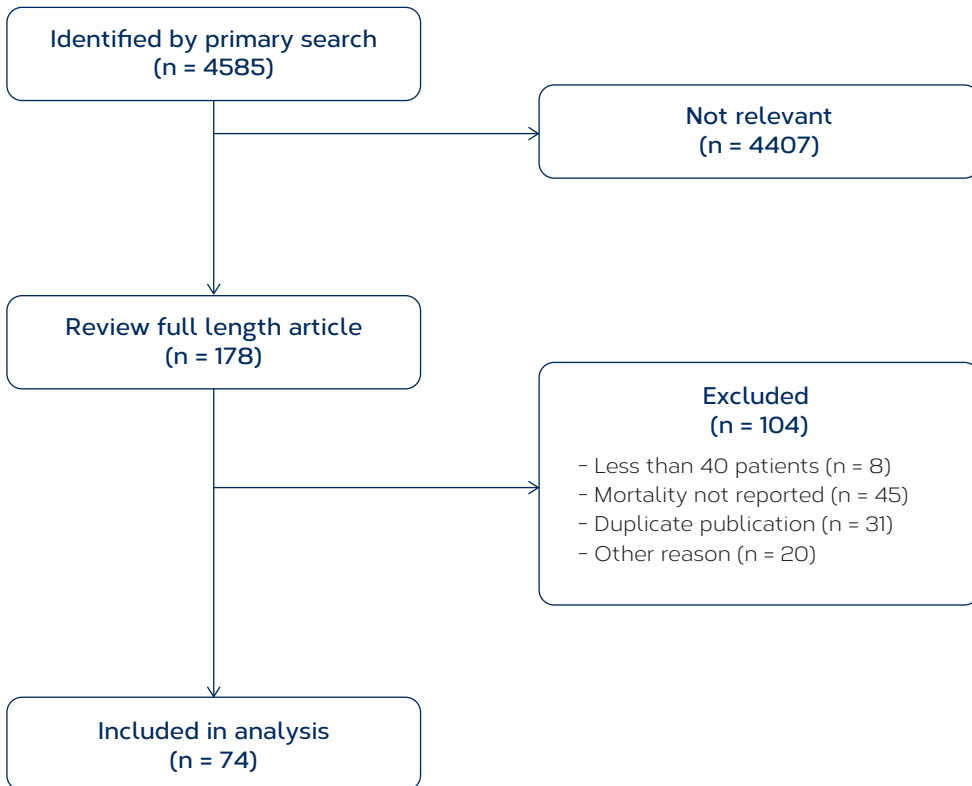 Identified by primary search
(n = 4585)
Not relevant
(n = 4407)
Review full length article
(n = 178)
Excluded
(n = 104)
- Less than 40 patients (n = 8)
- Mortality not reported (n = 45)
- Duplicate publication (n = 31)
- Other reason (n = 20)
Included in analysis
(n = 74)